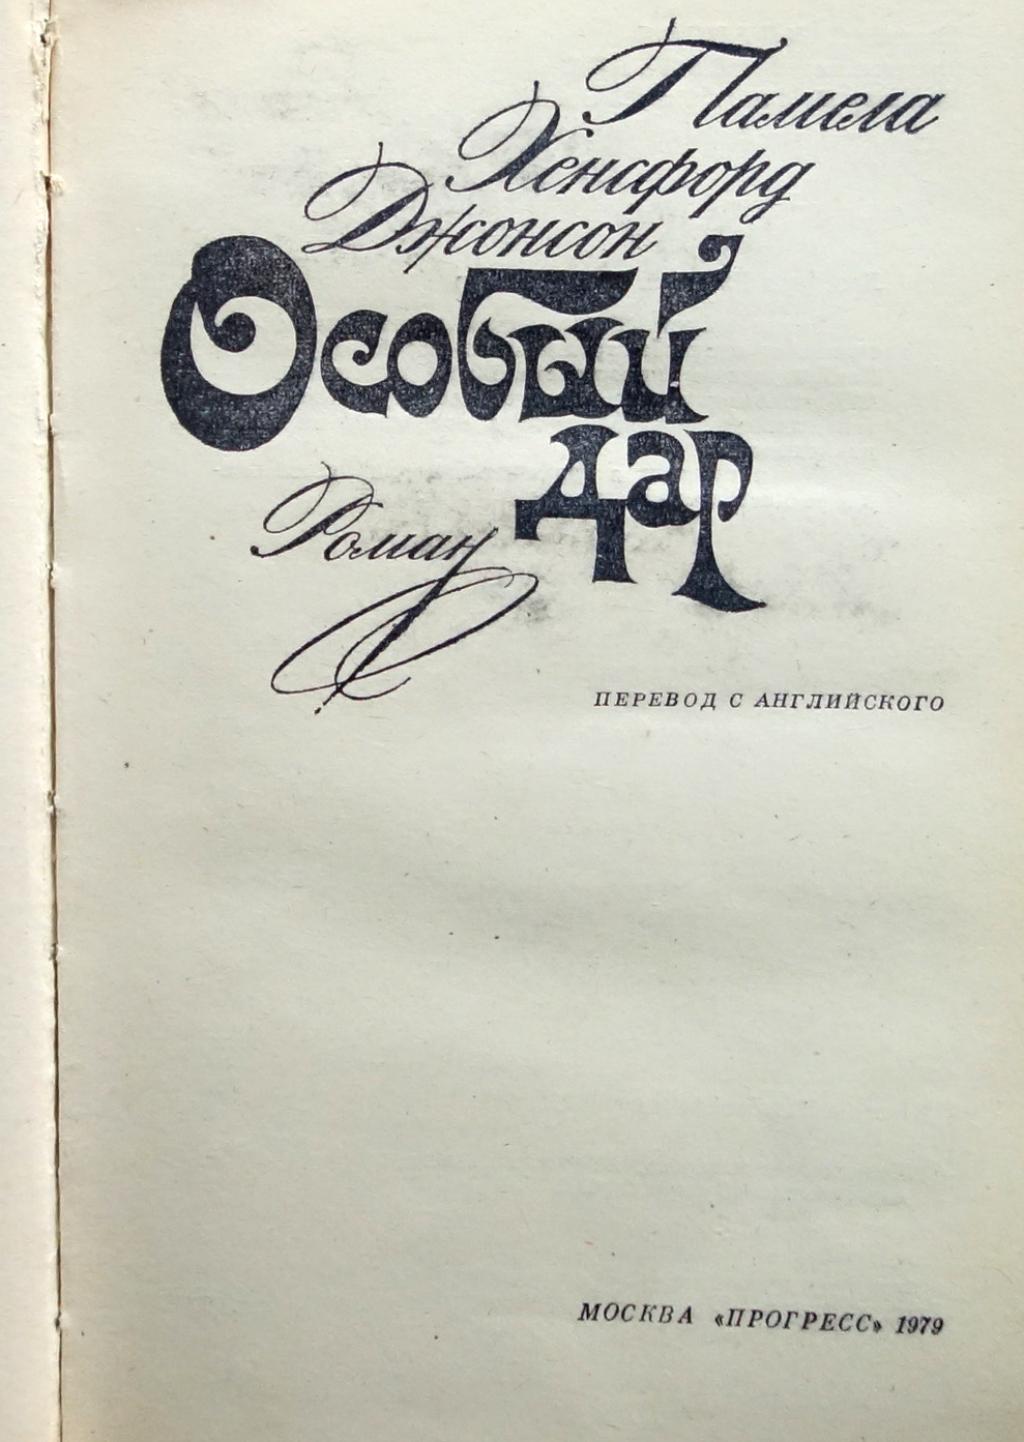 Памела
Хенсфорд
Джонсон
Особый
дар
Роман
ПЕРЕВОД С АНГЛИЙСКОГО
МОСКВА «ПРОГРЕСС» 1979